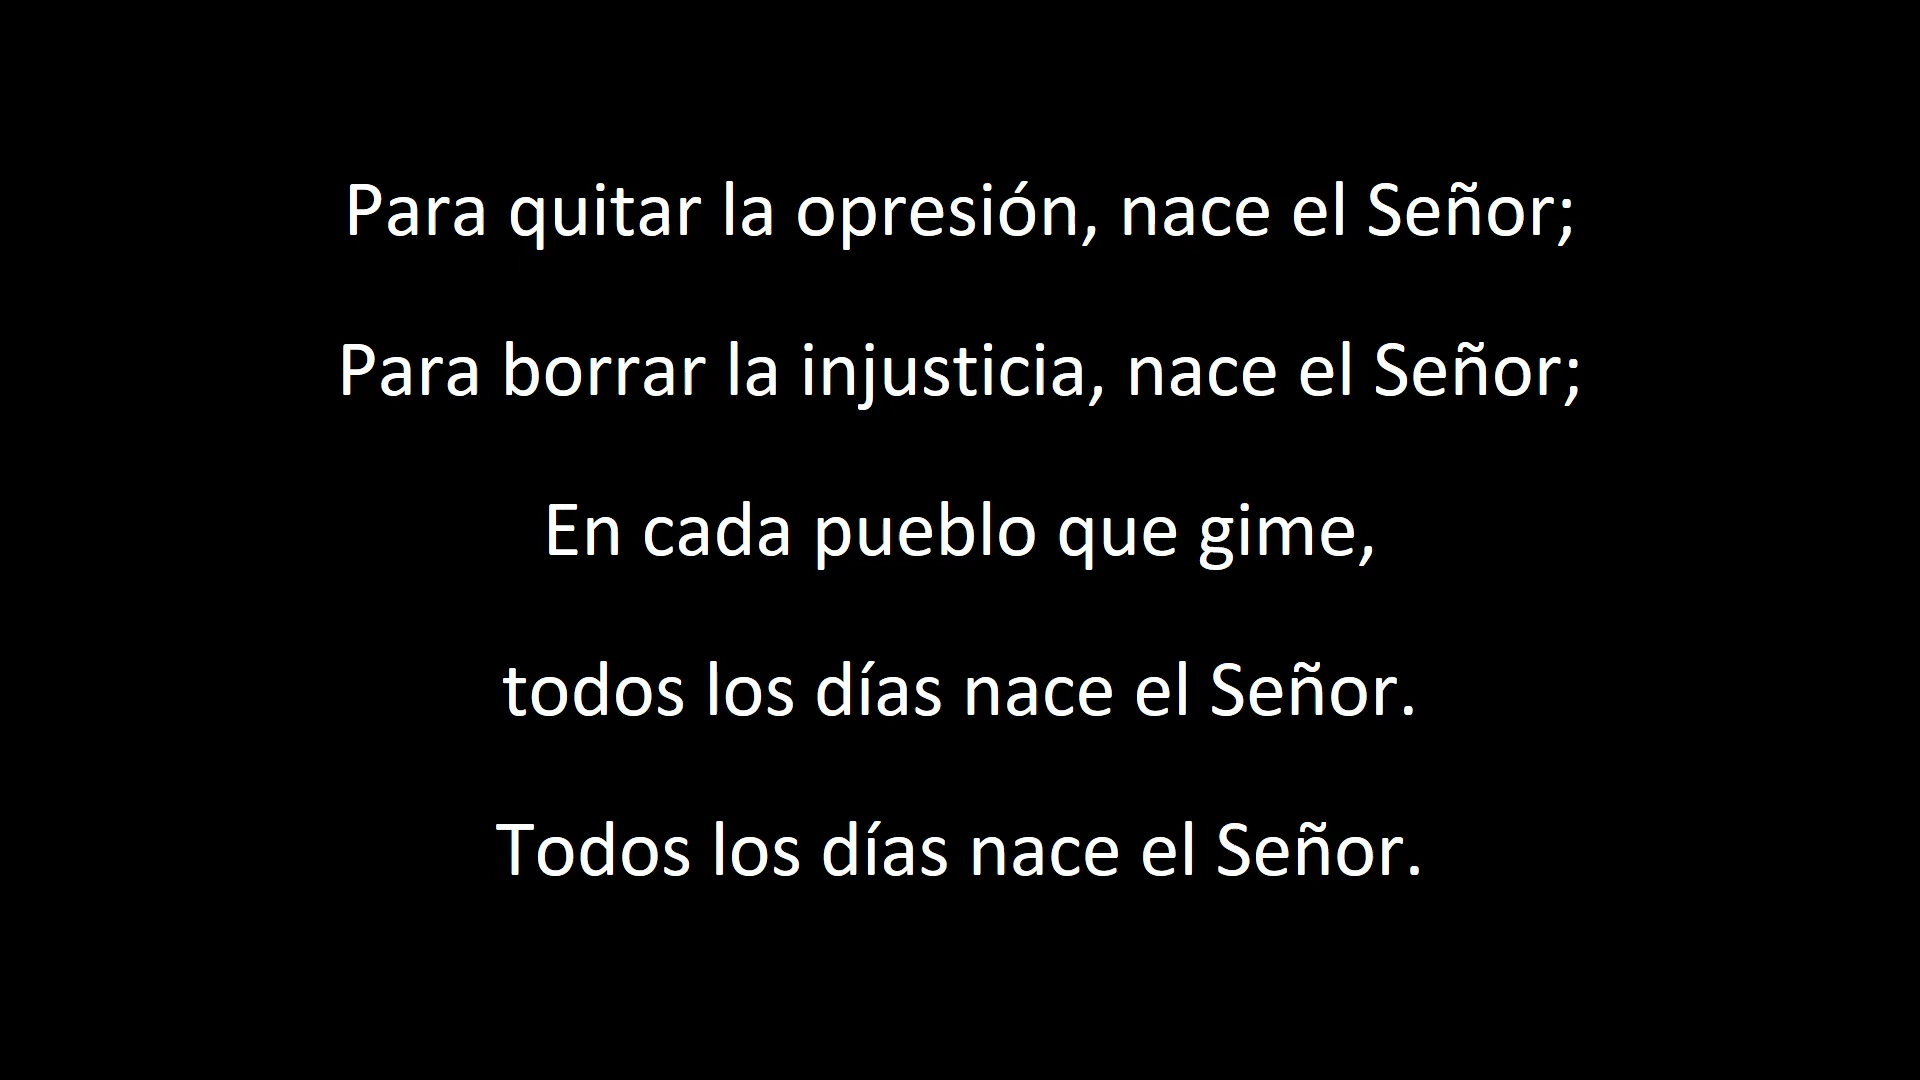 Para quitar la opresión, nace el Señor;
Para borrar la injusticia, nace el Señor;
En cada pueblo que gime,
todos los días nace el Señor.
Todos los días nace el Señor.